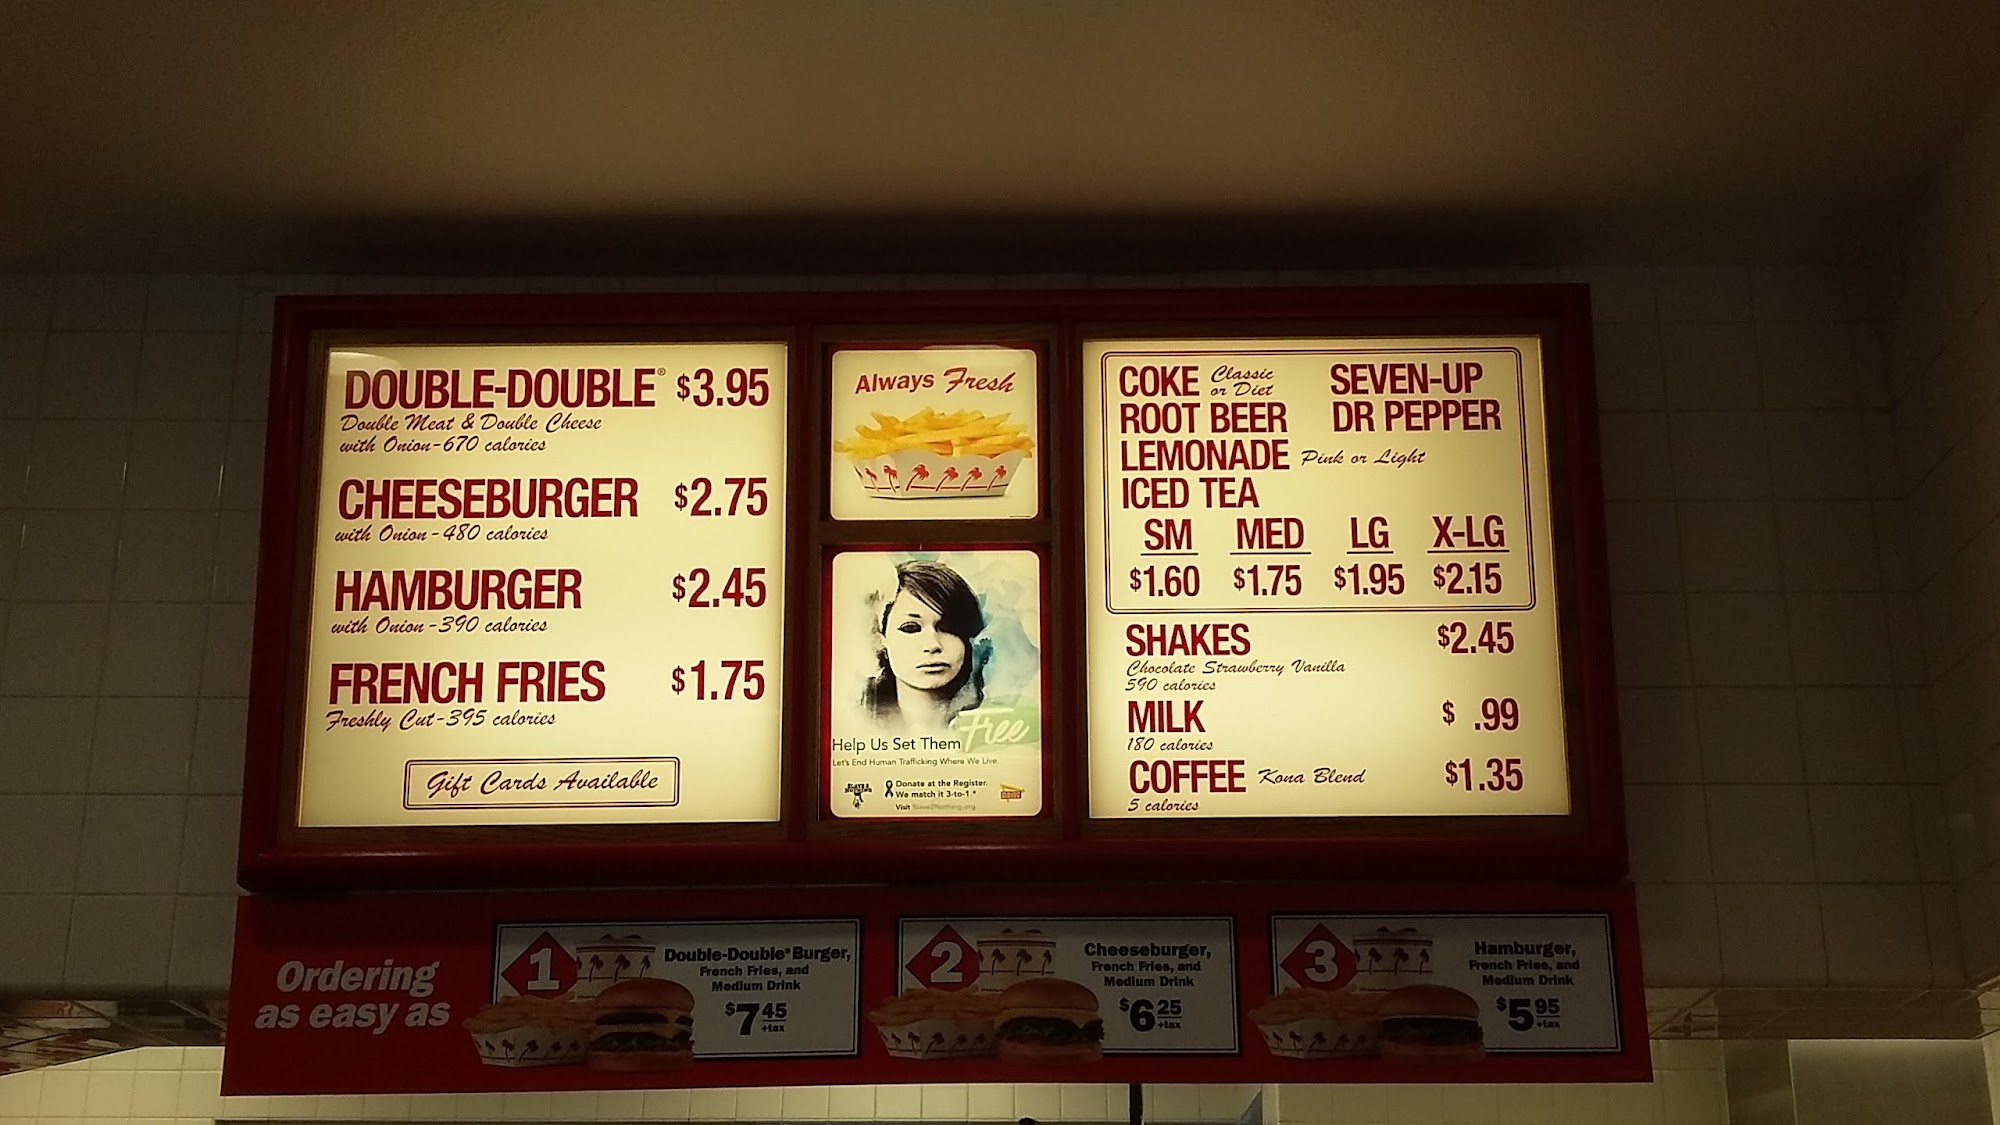 DOUBLE-DOUBLE® $3.95
Double Meat & Double Cheese
with Onion-670 calories
CHEESEBURGER $2.75
with Onion-480 calories
HAMBURGER $2.45
with Onion-390 calories
FRENCH FRIES $1.75
Freshly Cut-395 calories
Gift Cards Available
Always Fresh
Help Us Set Them Free
Let's End Human Trafficking Where We Live.
Donate at the Register.
We match it 3-to-1.*
Visit Slave2Nothing.org
COKE Classic or Diet SEVEN-UP
ROOT BEER DR PEPPER
LEMONADE Pink or Light
ICED TEA
SM MED LG X-LG
$1.60 $1.75 $1.95 $2.15
SHAKES $2.45
Chocolate Strawberry Vanilla
590 calories
MILK $ .99
180 calories
COFFEE Kona Blend $1.35
5 calories
Ordering
as easy as
1
Double-Double® Burger,
French Fries, and
Medium Drink
$7 45
+tax
2
Cheeseburger,
French Fries, and
Medium Drink
$6 25
+tax
3
Hamburger,
French Fries, and
Medium Drink
$5 95
+tax